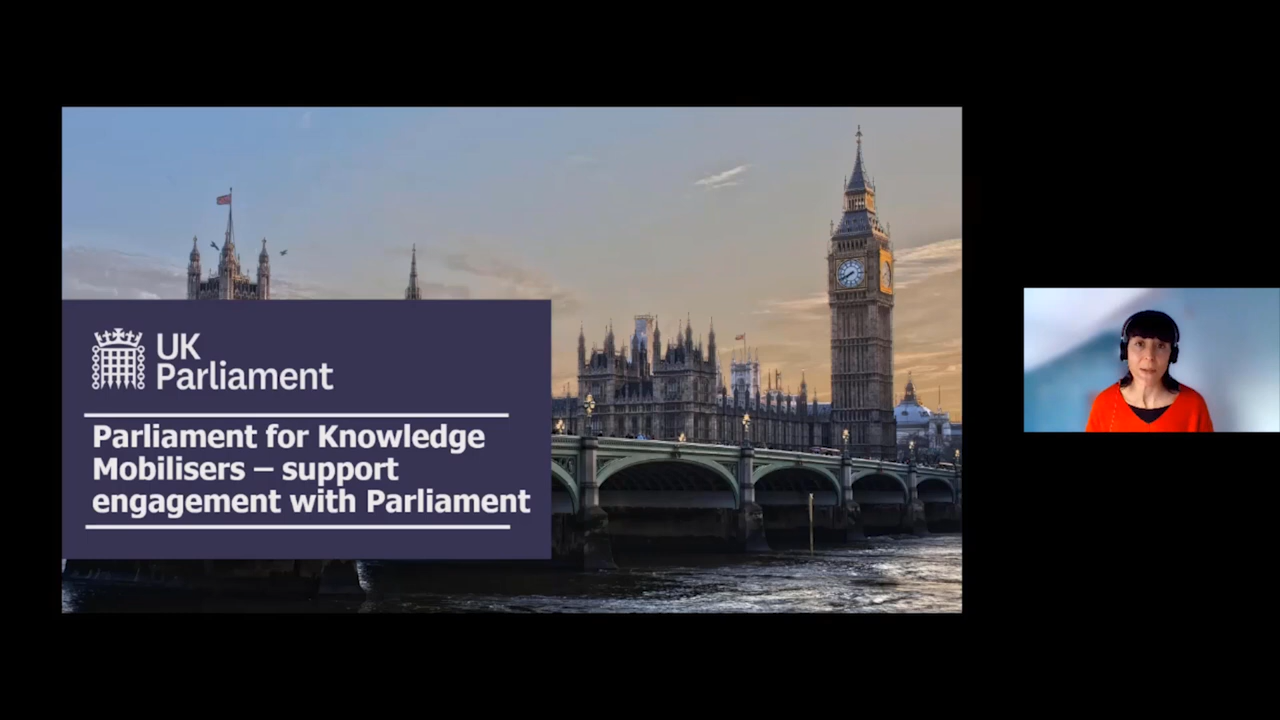 UK
Parliament
Parliament for Knowledge
Mobilisers – support
engagement with Parliament